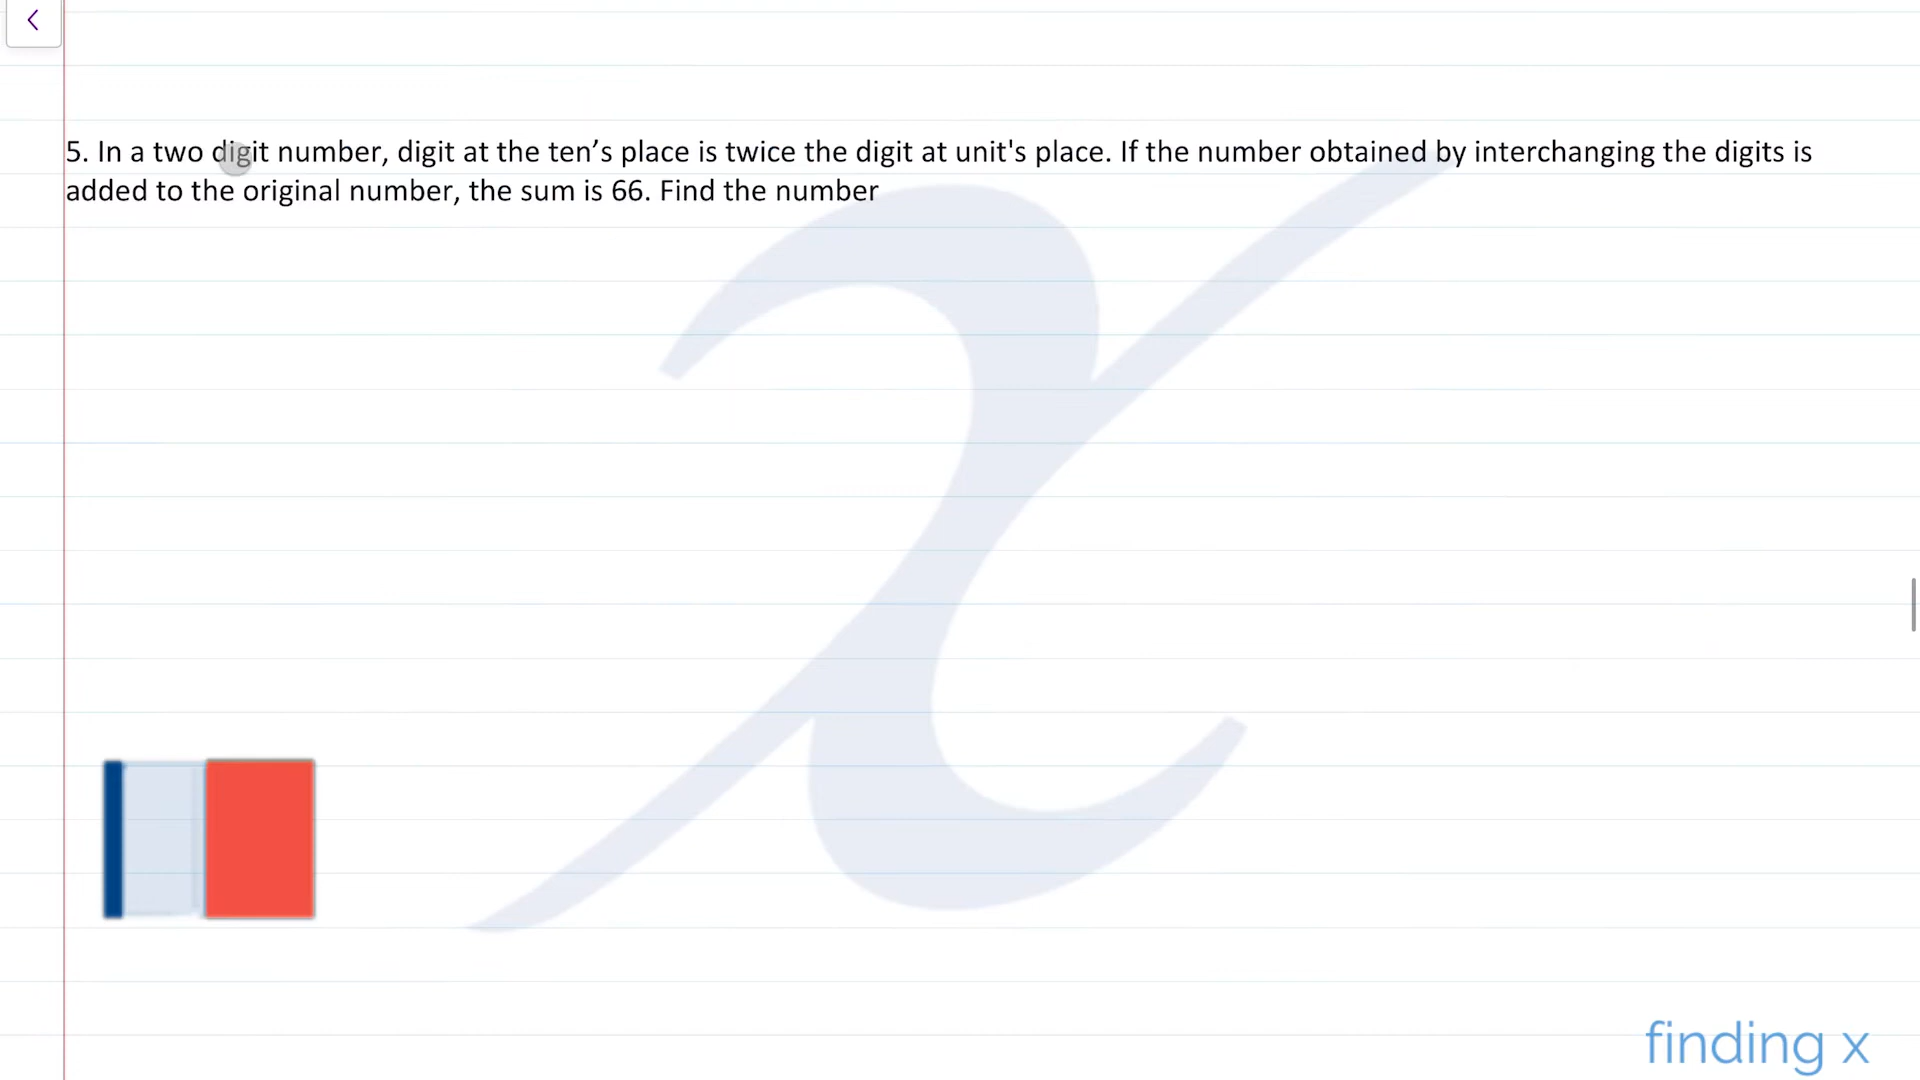 5. In a two digit number, digit at the ten’s place is twice the digit at unit's place. If the number obtained by interchanging the digits is
added to the original number, the sum is 66. Find the number
finding x